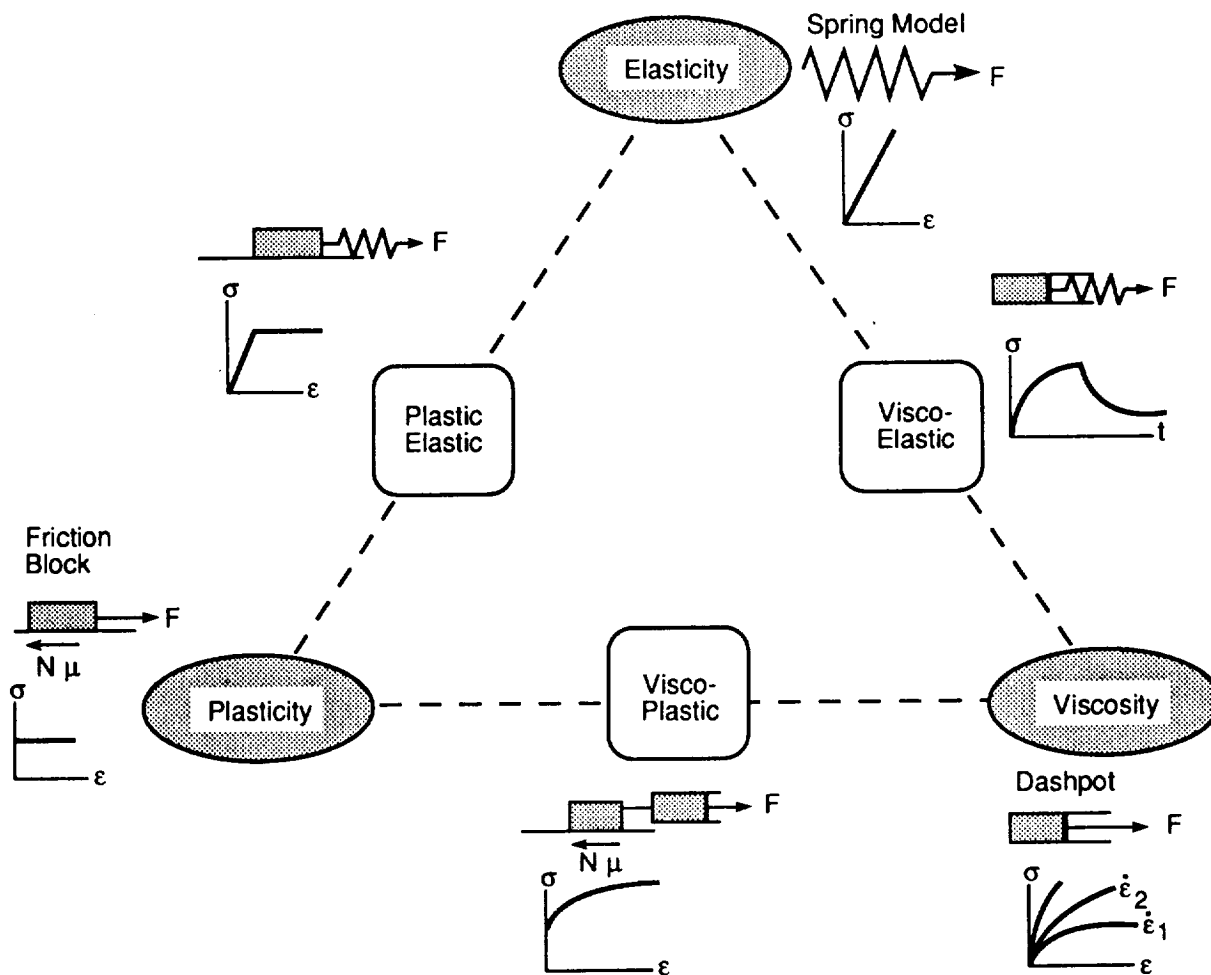 Spring Model
Elasticity
F
σ
ε
F
σ
ε
F
σ
t
Plastic
Elastic
Visco-
Elastic
Friction
Block
F
N μ
σ
ε
Plasticity
Visco-
Plastic
Viscosity
Dashpot
F
N μ
σ
ε
F
σ
ε̇2
ε̇1
ε